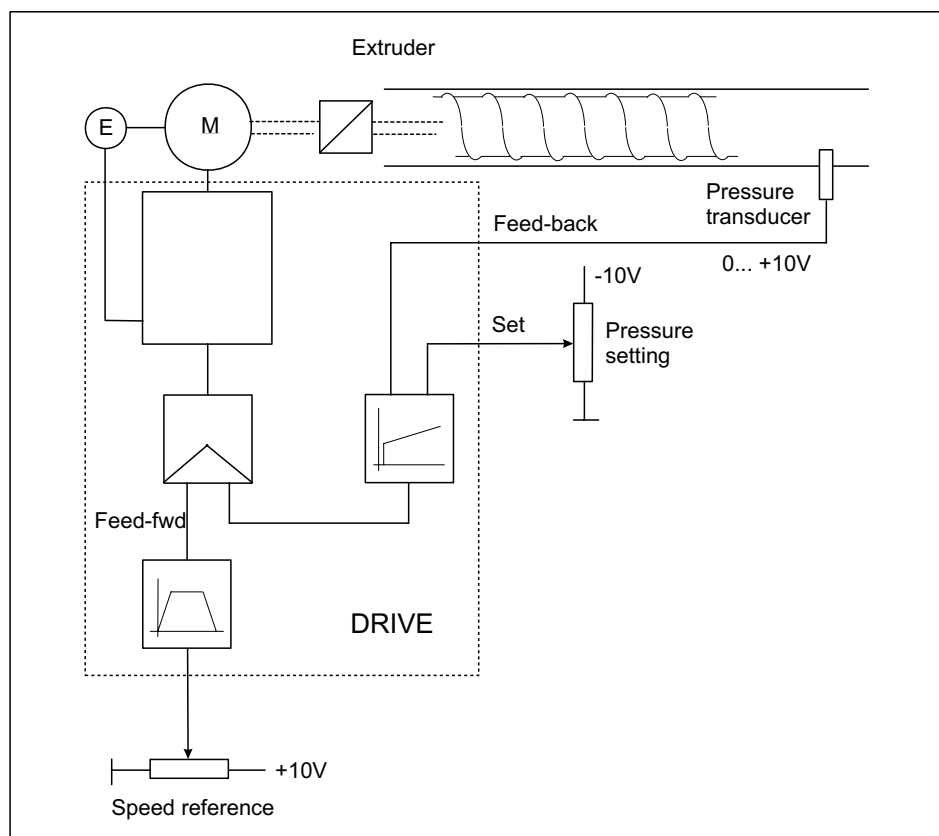 Extruder
E
M
Pressure
transducer
Feed-back
0... +10V
-10V
Set
Pressure
setting
Feed-fwd
DRIVE
+10V
Speed reference